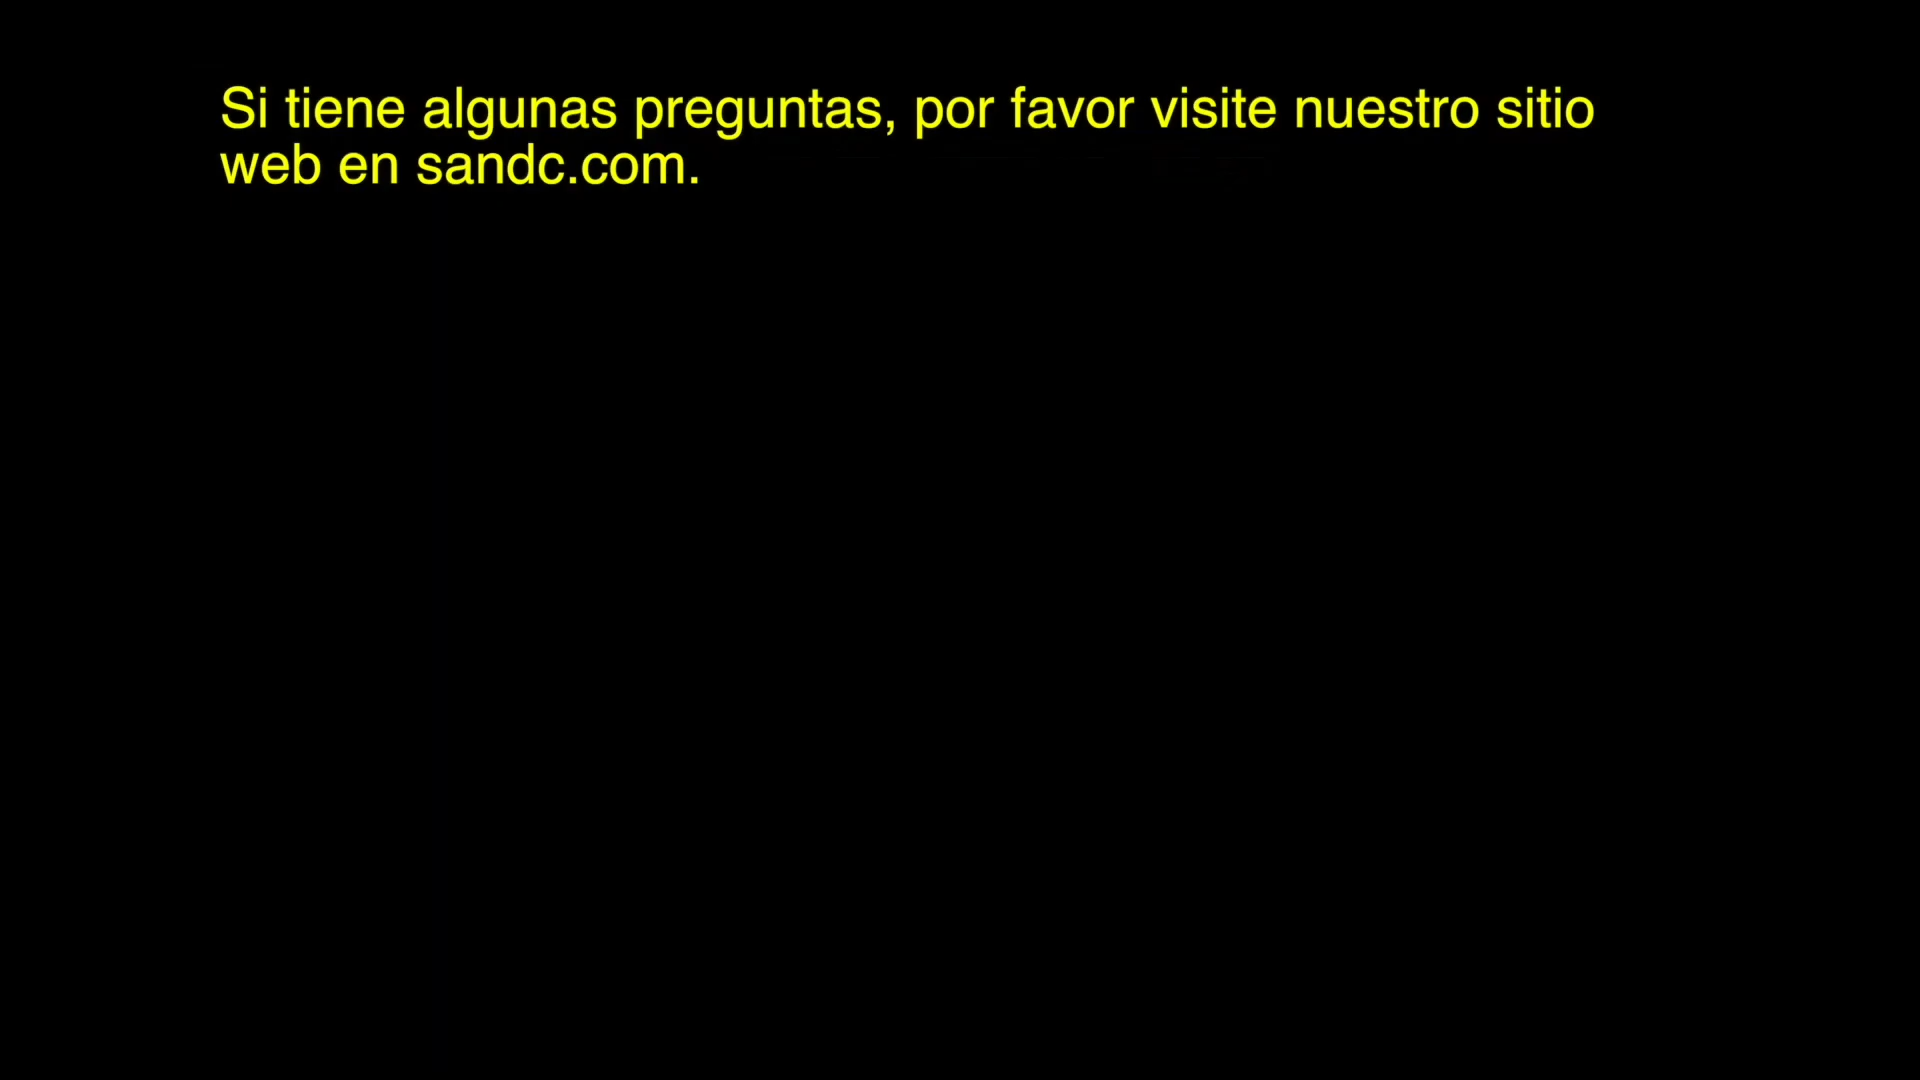 Si tiene algunas preguntas, por favor visite nuestro sitio
web en sandc.com.